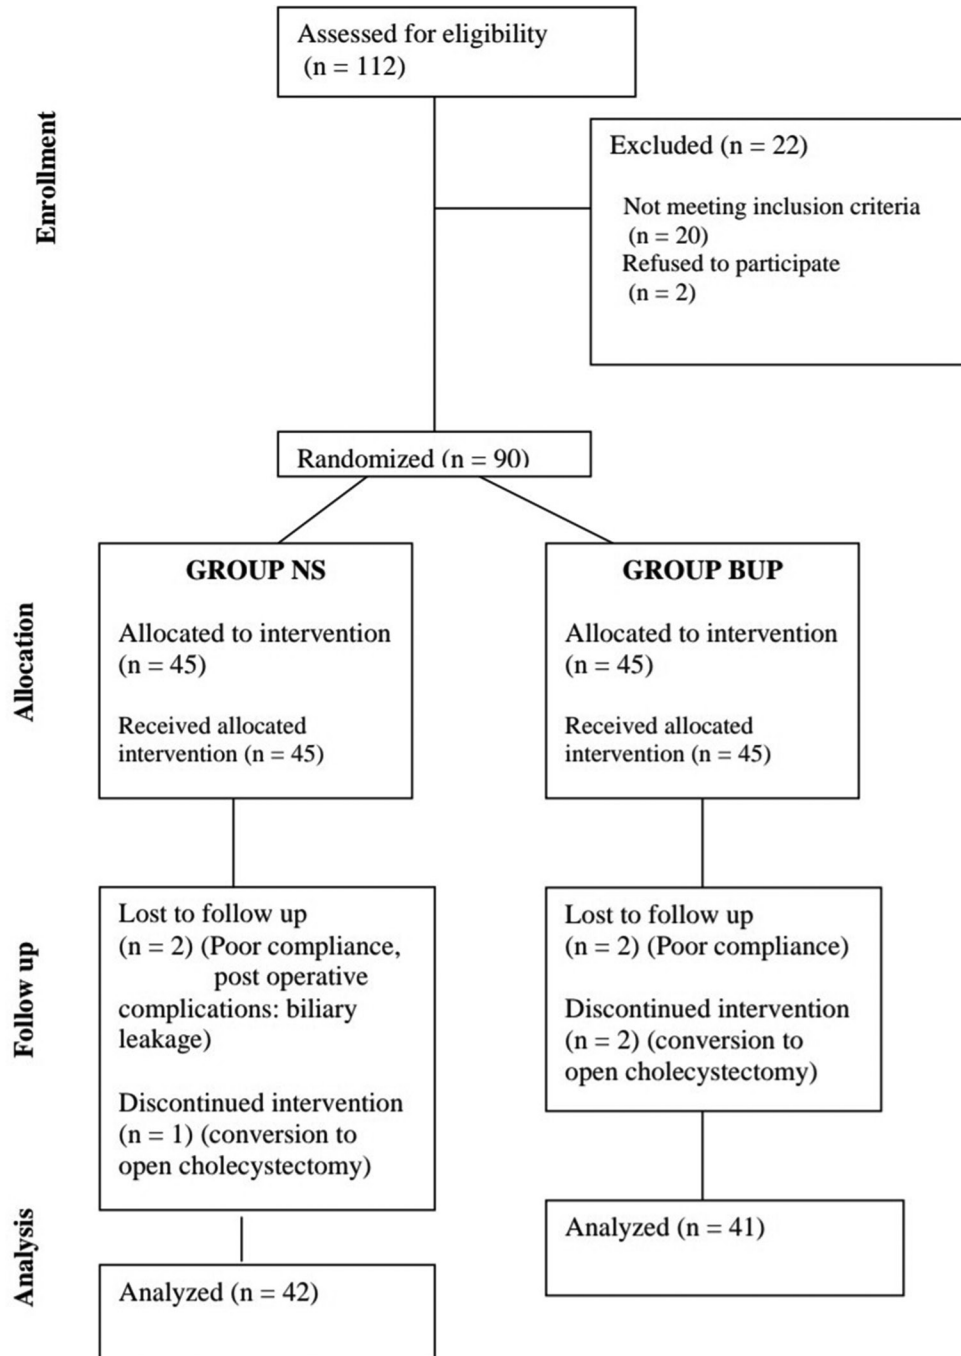 Assessed for eligibility
(n = 112)
Enrollment
Excluded (n = 22)
Not meeting inclusion criteria
(n = 20)
Refused to participate
(n = 2)
Randomized (n = 90)
Allocation
GROUP NS
Allocated to intervention
(n = 45)
Received allocated
intervention (n = 45)
GROUP BUP
Allocated to intervention
(n = 45)
Received allocated
intervention (n = 45)
Follow up
Lost to follow up
(n = 2) (Poor compliance,
post operative
complications: biliary
leakage)
Discontinued intervention
(n = 1) (conversion to
open cholecystectomy)
Lost to follow up
(n = 2) (Poor compliance)
Discontinued intervention
(n = 2) (conversion to
open cholecystectomy)
Analysis
Analyzed (n = 42)
Analyzed (n = 41)